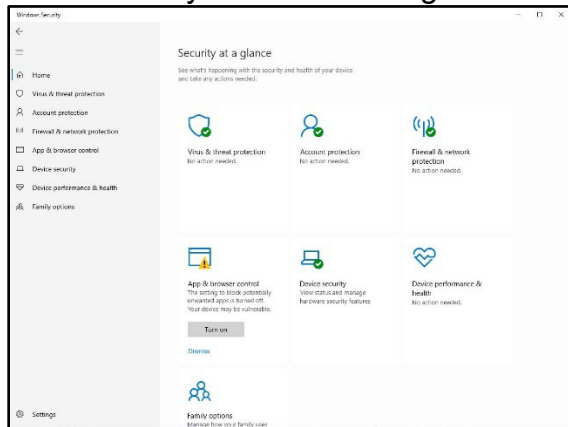 Windows Security
Home
Virus & threat protection
Account protection
Firewall & network protection
App & browser control
Device security
Device performance & health
Family options
Settings
Security at a glance
See what's happening with the security and health of your device
and take any actions needed.
Virus & threat protection
No action needed.
Account protection
No action needed.
Firewall & network
protection
No action needed.
App & browser control
The setting to block potentially
unwanted apps is turned off.
Your device may be vulnerable.
Turn on
Dismiss
Device security
View status and manage
hardware security features
Device performance &
health
No action needed.
Family options
Manage how your family uses